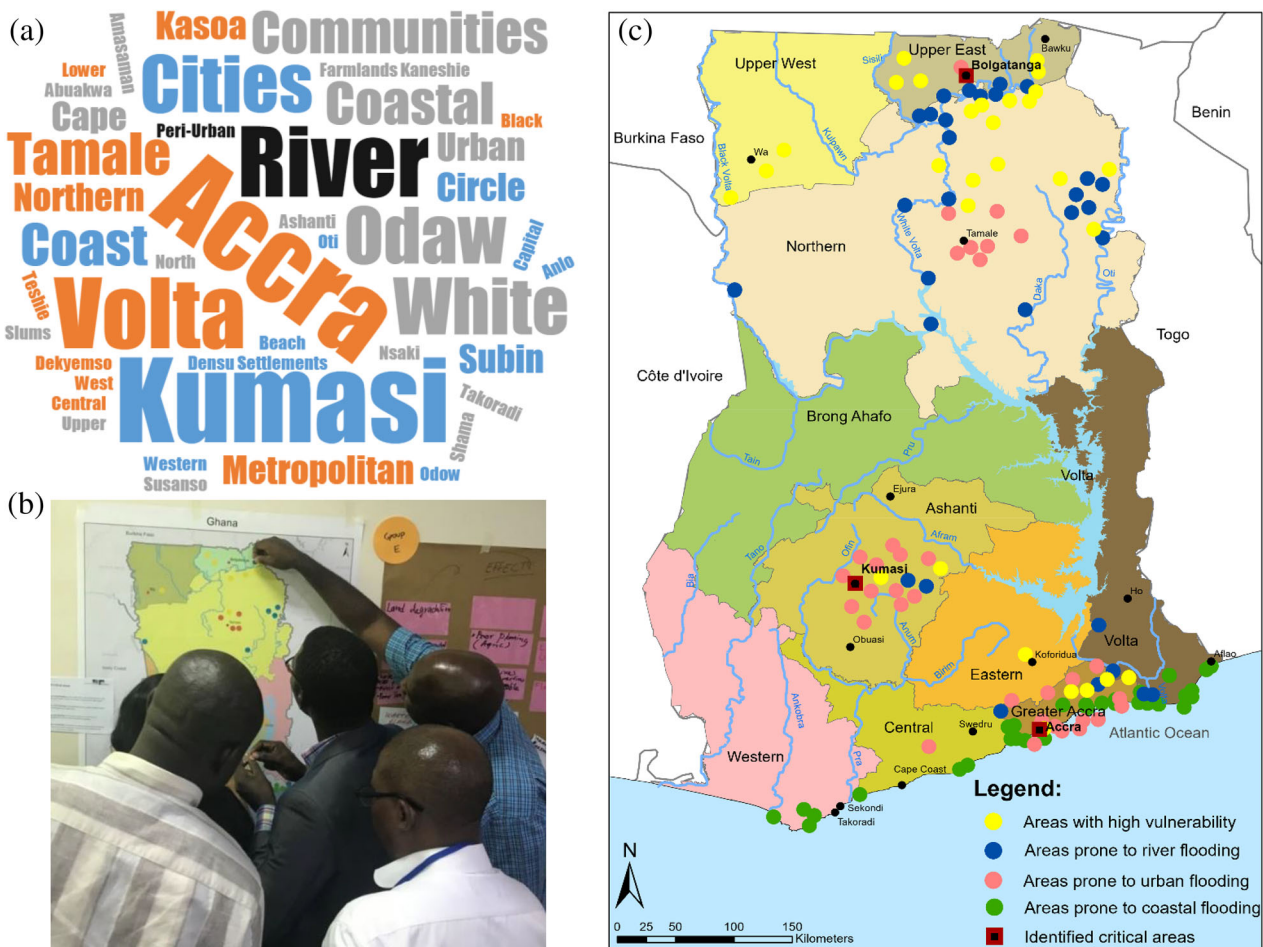 (a)
Kasoa
Communities
Amasaman
Lower
Cities
Farmlands
Kaneshie
Abuakwa
Coastal
Cape
Peri-Urban
Black
Tamale
River
Urban
Northern
Accra
Circle
Ashanti
Odaw
Oti
Capital
Anlo
Coast
North
White
Teshie
Volta
Slums
Beach
Nsaki
Subin
Dekyemso
Densu
Settlements
West
Kumasi
Central
Upper
Takoradi
Shama
Western
Metropolitan
Odow
Susanso
(b)
Ghana
Burkina Faso
Group
E
EFFECTS
Land degradation
(c)
Upper East
Bawku
Upper West
Sisili
Bolgatanga
Benin
Burkina Faso
Kulpawn
Wa
Black Volta
White Volta
Northern
Tamale
Daka
Oti
Togo
Côte d'Ivoire
Brong Ahafo
Pru
Tain
Volta
Ejura
Ashanti
Tano
Ofin
Afram
Bia
Kumasi
Ho
Obuasi
Anum
Volta
Koforidua
Birim
Aflao
Eastern
Ankobra
Greater Accra
Central
Swedru
Accra
Atlantic Ocean
Western
Pra
Cape Coast
Sekondi
Takoradi
Legend:
Areas with high vulnerability
Areas prone to river flooding
Areas prone to urban flooding
Areas prone to coastal flooding
Identified critical areas
N
0 25 50 100 150
Kilometers